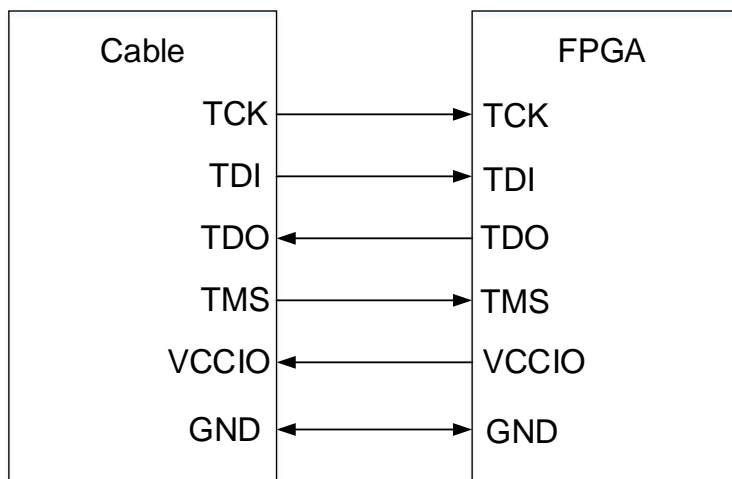 Cable
FPGA
TCK
TCK
TDI
TDI
TDO
TDO
TMS
TMS
VCCIO
VCCIO
GND
GND